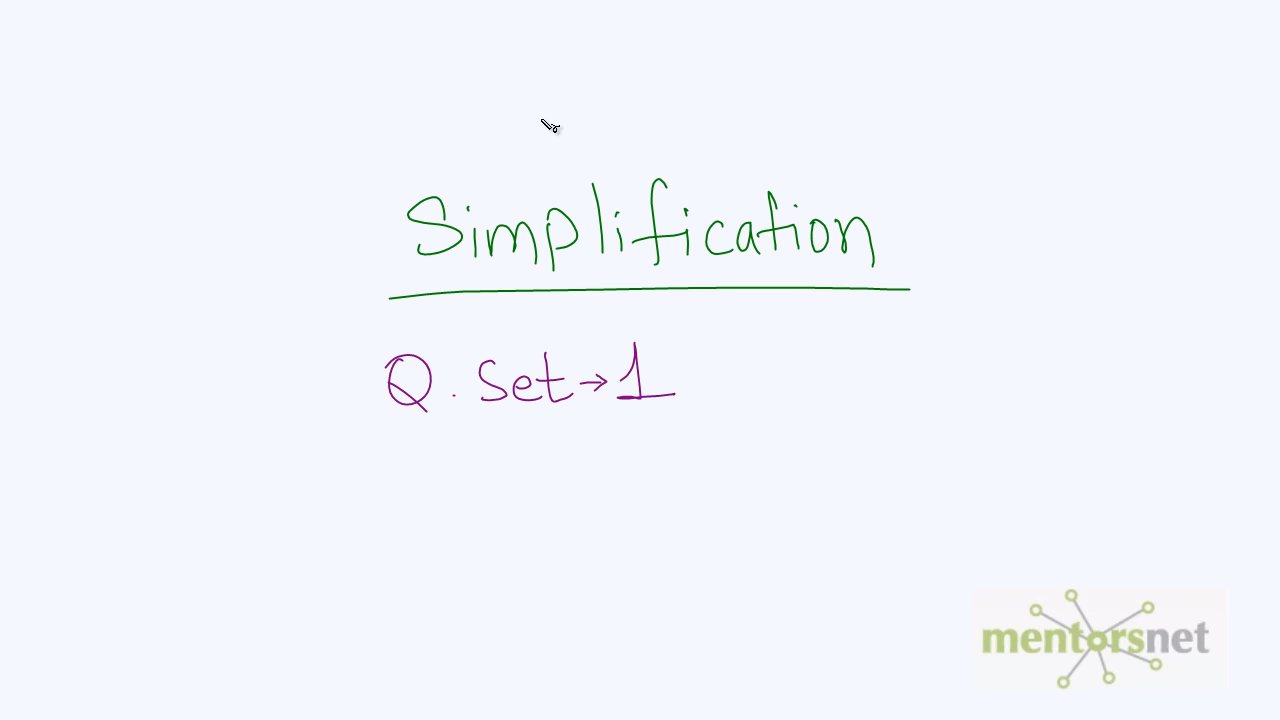 Simplification
Q. Set → 1
mentorsnet